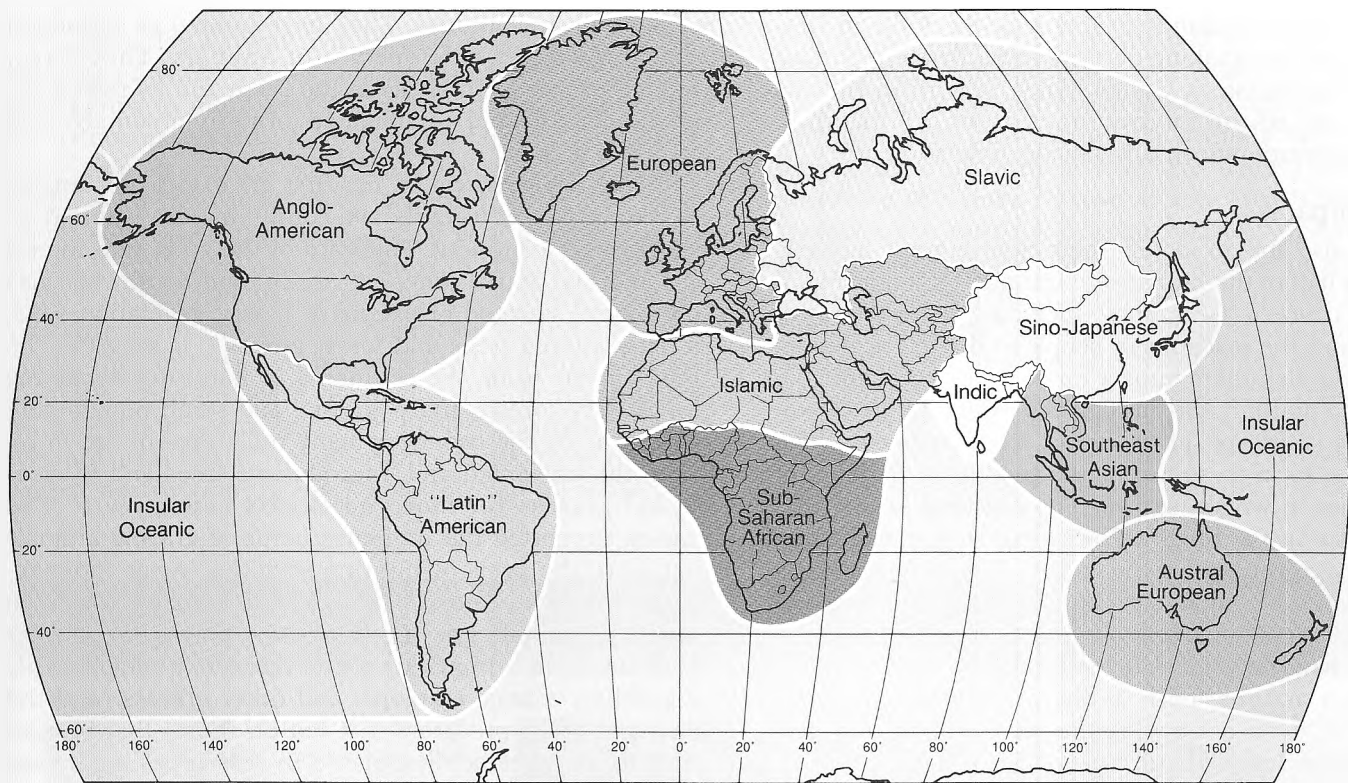 80°
European
Slavic
60°
Anglo-
American
40°
Sino-Japanese
Islamic
Indic
20°
Insular
Oceanic
Southeast
Asian
0°
Insular
Oceanic
"Latin"
American
Sub-
Saharan
African
20°
Austral
European
40°
60°
180° 160° 140° 120° 100° 80° 60° 40° 20° 0° 20° 40° 60° 80° 100° 120° 140° 160° 180°